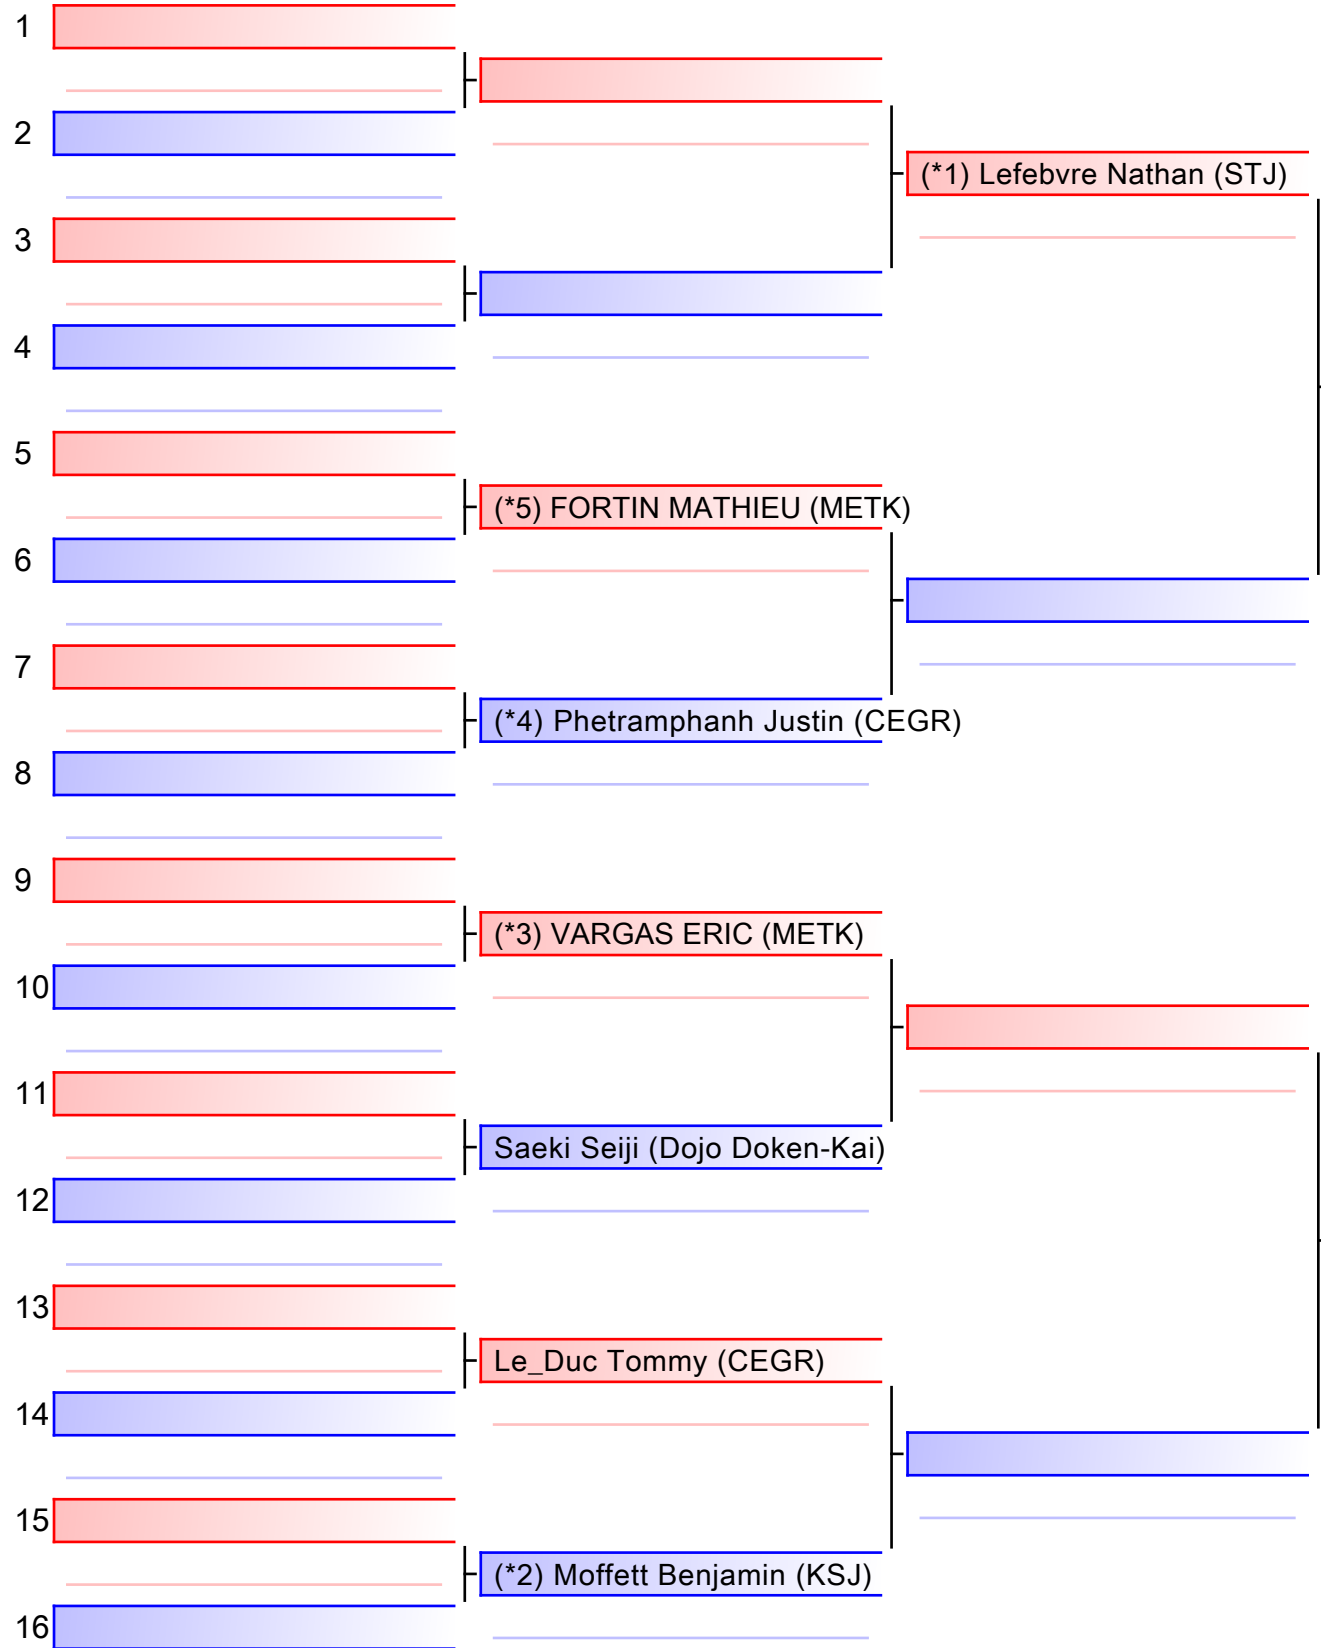 1
2
(*1) Lefebvre Nathan (STJ)
3
4
5
(*5) FORTIN MATHIEU (METK)
6
7
(*4) Phetramphanh Justin (CEGR)
8
9
(*3) VARGAS ERIC (METK)
10
11
Saeki Seiji (Dojo Doken-Kai)
12
13
Le_Duc Tommy (CEGR)
14
15
(*2) Moffett Benjamin (KSJ)
16